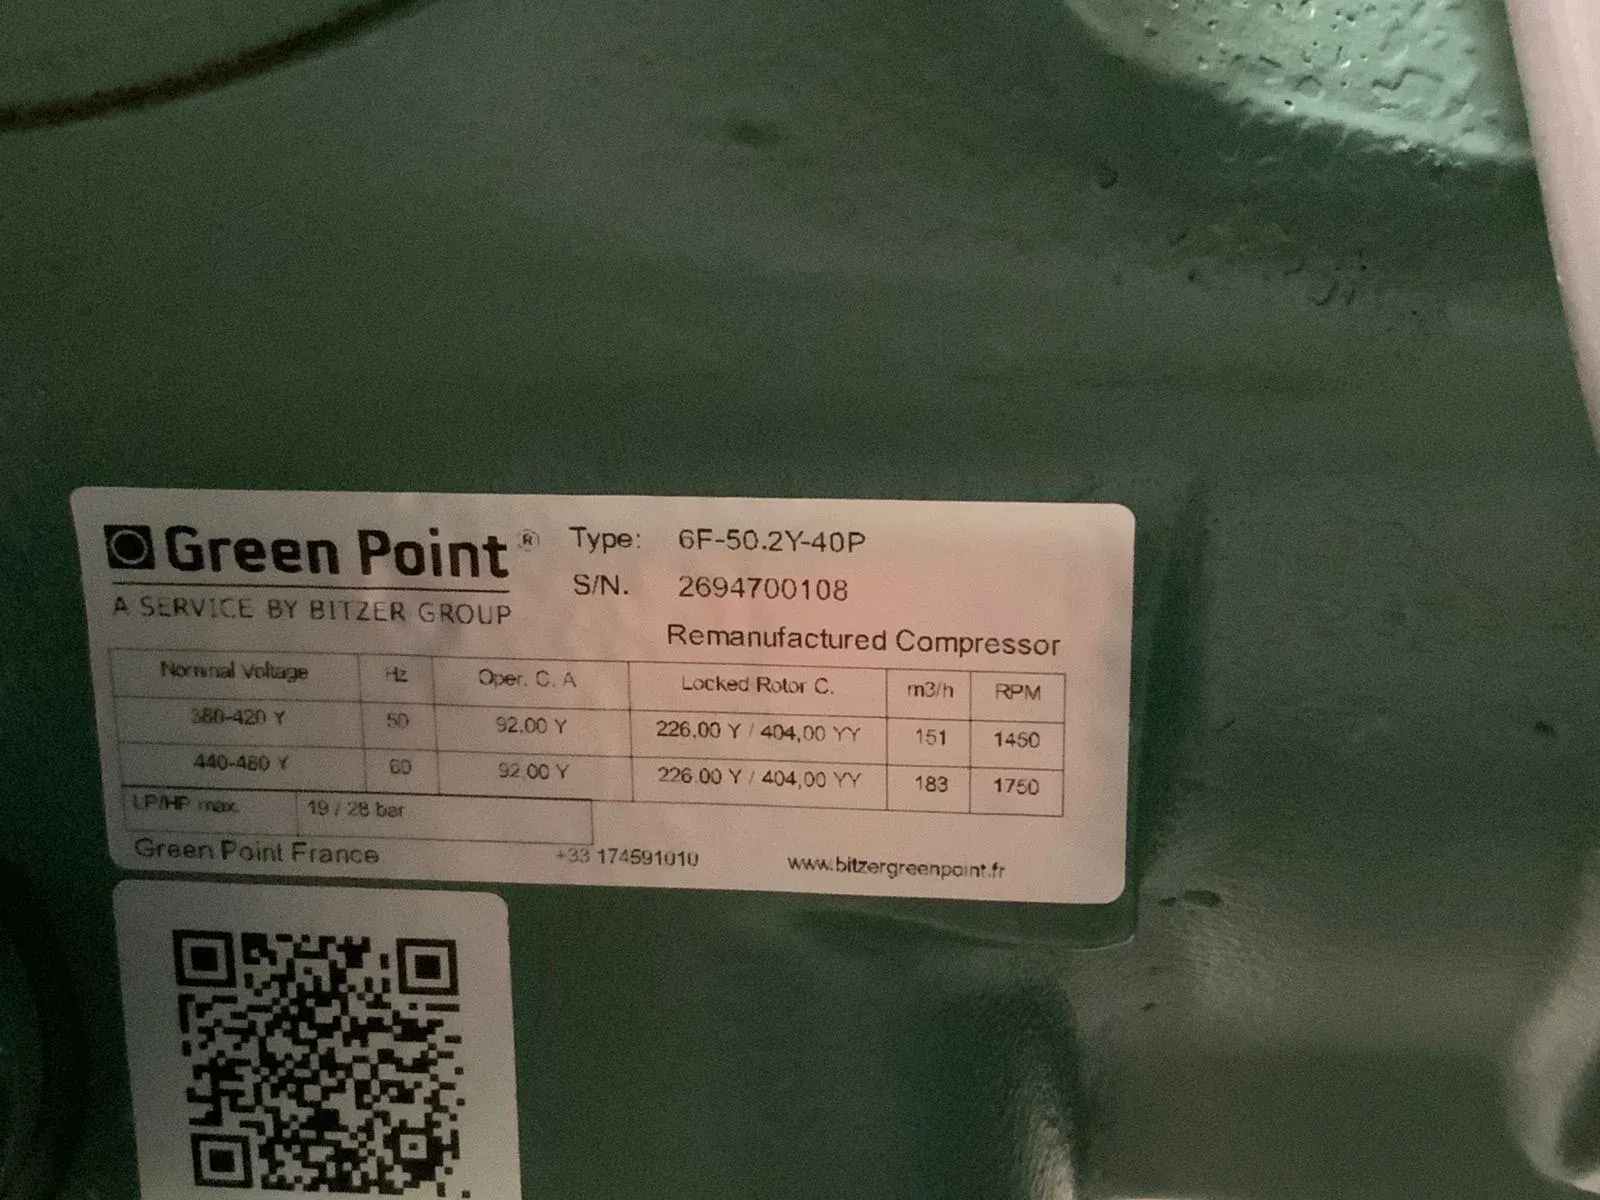 Green Point ®
A SERVICE BY BITZER GROUP
Type: 6F-50.2Y-40P
S/N. 2694700108
Remanufactured Compressor
Nominal Voltage Hz Oper. C. A Locked Rotor C. m3/h RPM
380-420 Y 50 92.00 Y 226,00 Y / 404,00 YY 151 1450
440-480 Y 60 92,00 Y 226.00 Y / 404,00 YY 183 1750
LP/HP max. 19 / 28 bar
Green Point France +33 174591010 www.bitzergreenpoint.fr